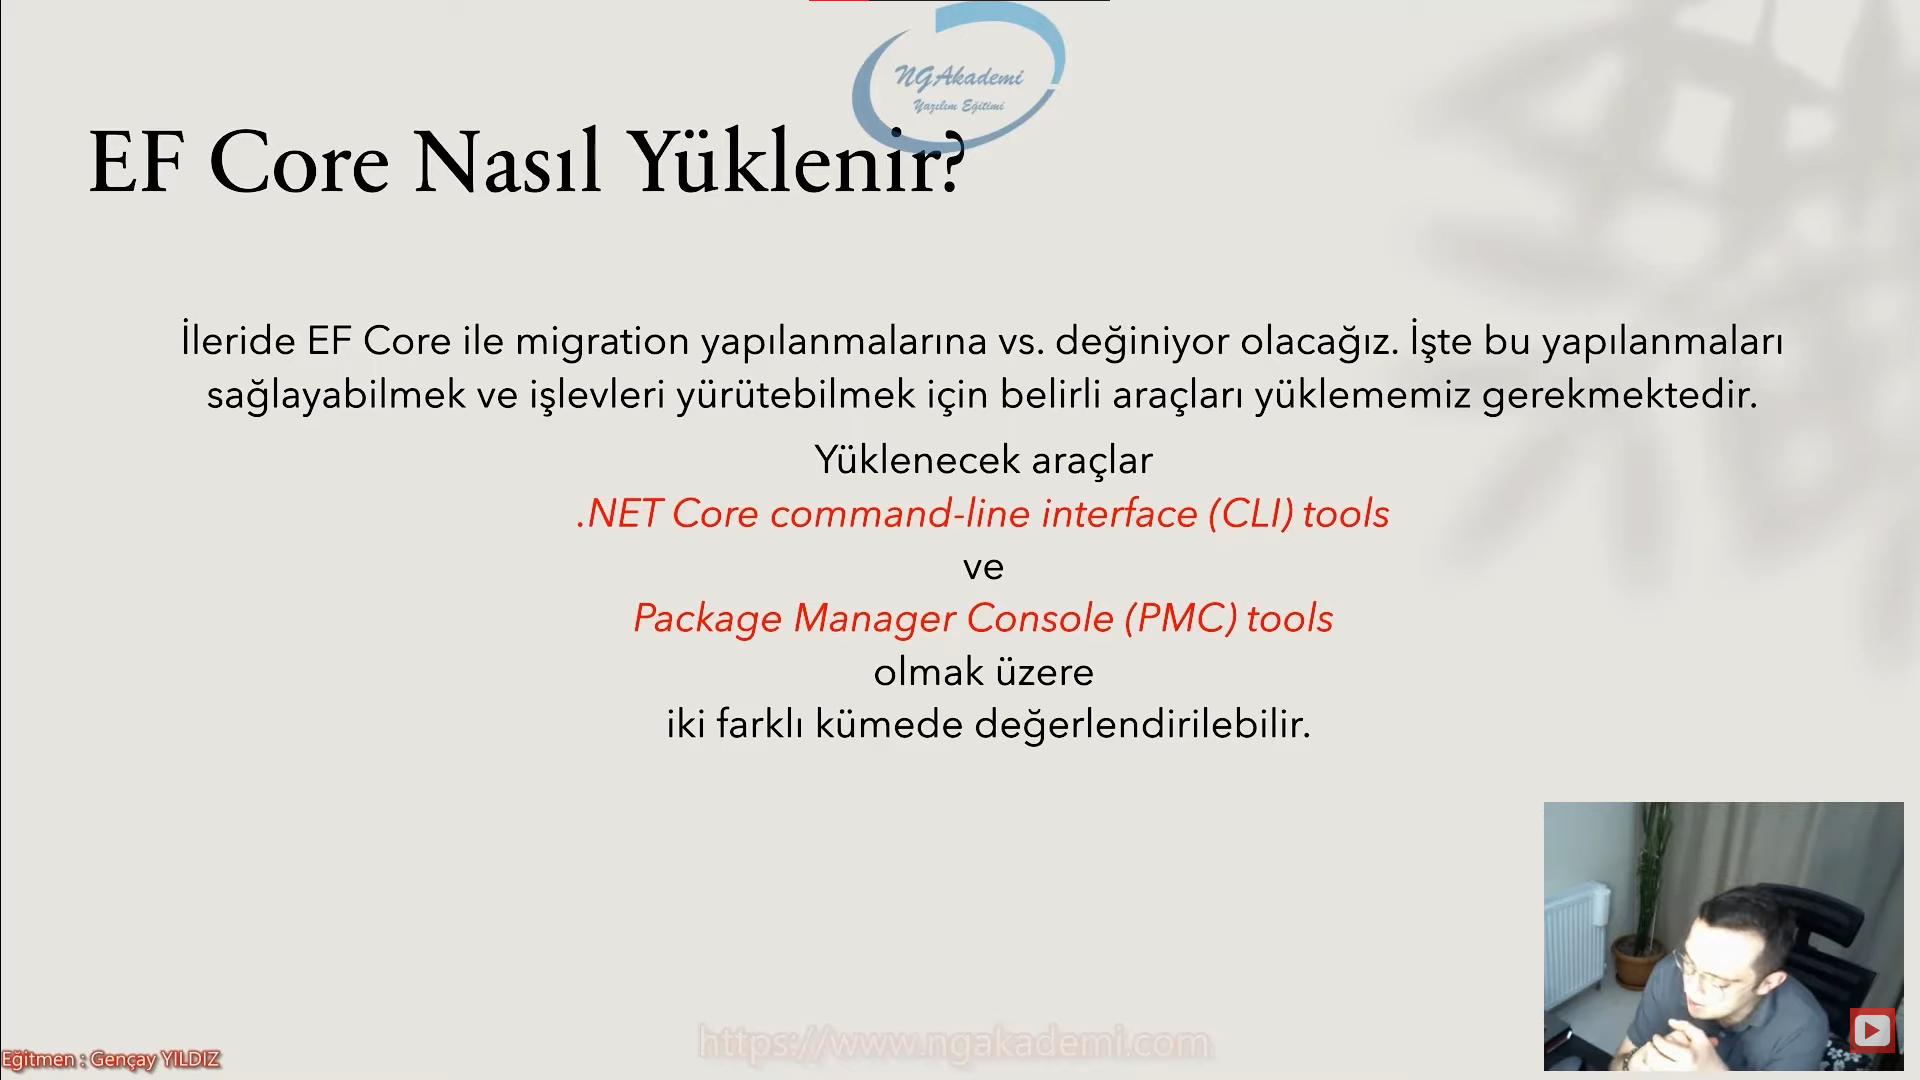 NGAkademi
Yazılım Eğitimi
EF Core Nasıl Yüklenir?
İleride EF Core ile migration yapılanmalarına vs. değiniyor olacağız. İşte bu yapılanmaları
sağlayabilmek ve işlevleri yürütebilmek için belirli araçları yüklememiz gerekmektedir.
Yüklenecek araçlar
.NET Core command-line interface (CLI) tools
ve
Package Manager Console (PMC) tools
olmak üzere
iki farklı kümede değerlendirilebilir.
https://www.ngakademi.com
Eğitmen : Gençay YILDIZ